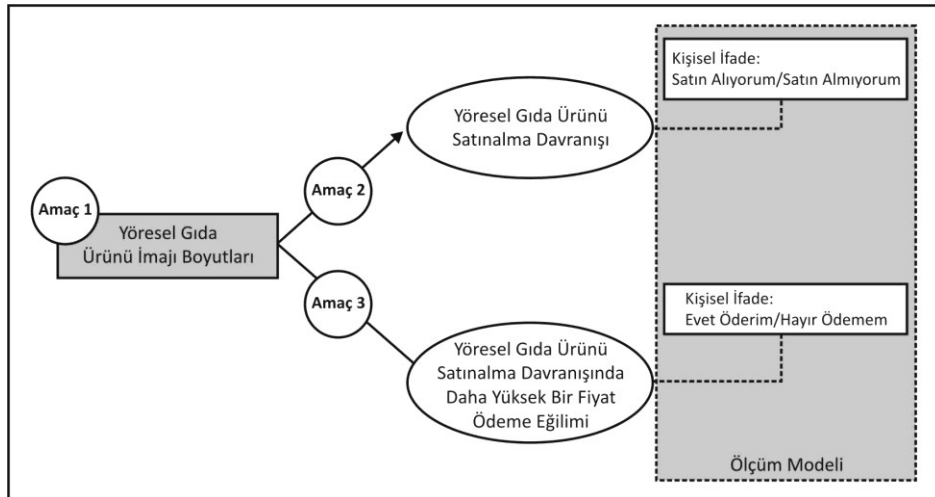 Amaç 1
Yöresel Gıda
Ürünü İmajı Boyutları
Amaç 2
Amaç 3
Yöresel Gıda Ürünü
Satınalma Davranışı
Yöresel Gıda Ürünü
Satınalma Davranışında
Daha Yüksek Bir Fiyat
Ödeme Eğilimi
Kişisel İfade:
Satın Alıyorum/Satın Almıyorum
Kişisel İfade:
Evet Öderim/Hayır Ödemem
Ölçüm Modeli